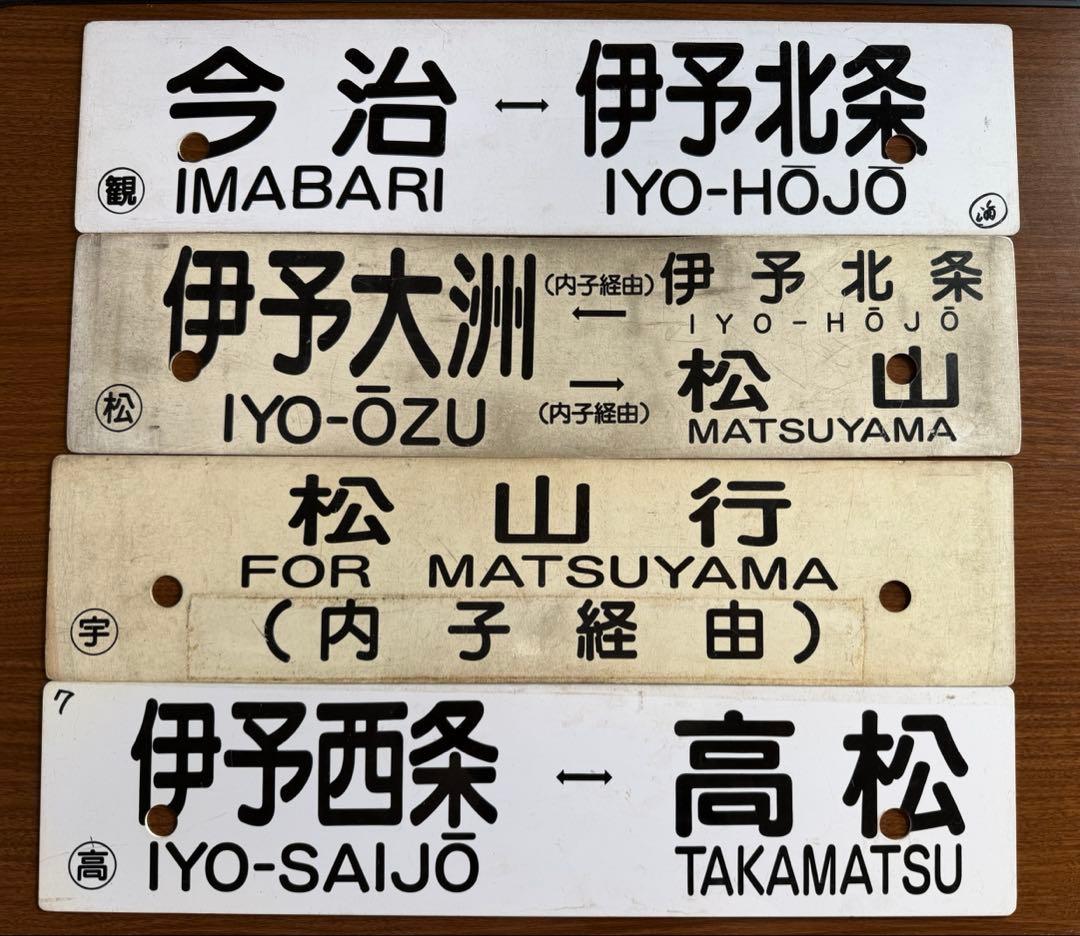 今治 ↔ 伊予北条
観 IMABARI IYO-HŌJŌ 海
伊予大洲 (内子経由) ← 伊予北条
IYO-HŌJŌ
→ 松山
松 IYO-ŌZU (内子経由) MATSUYAMA
松山行
FOR MATSUYAMA
宇 (内子経由)
7
伊予西条 ↔ 高松
高 IYO-SAIJŌ TAKAMATSU